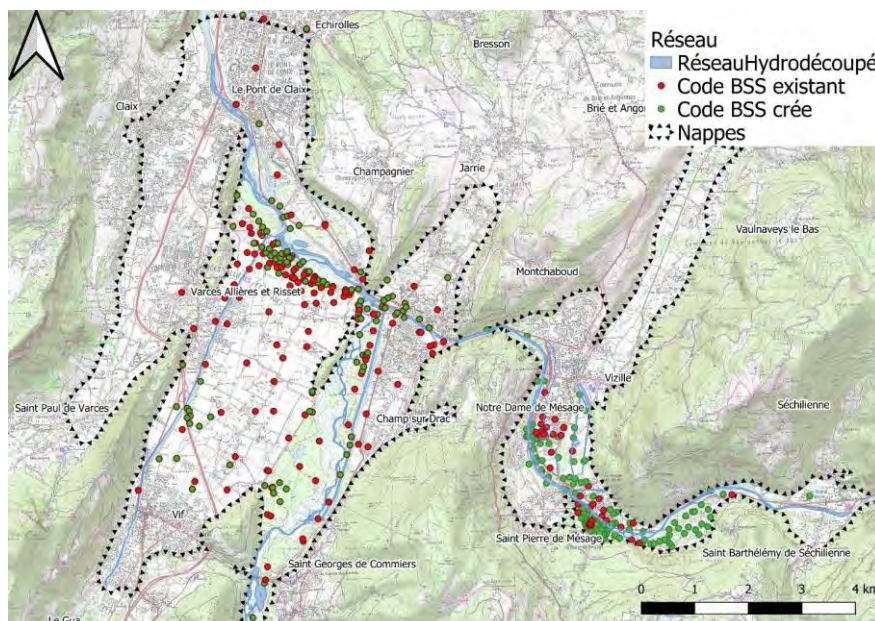 Echirolles
Bresson
Réseau
RéseauHydrodécoupé
Code BSS existant
Code BSS crée
Nappes
Le Pont de Claix
Claix
Brié et Ango
Champagnier
Jarrie
Vaulnaveys le Bas
Montchaboud
Varces Allières et Risset
Vizille
Saint Paul de Varces
Champ sur Drac
Notre Dame de Mésage
Séchilienne
Vif
Saint Pierre de Mésage
Saint Barthélémy de Séchilienne
Saint Georges de Commiers
Le Gua
0 1 2 3 4 km